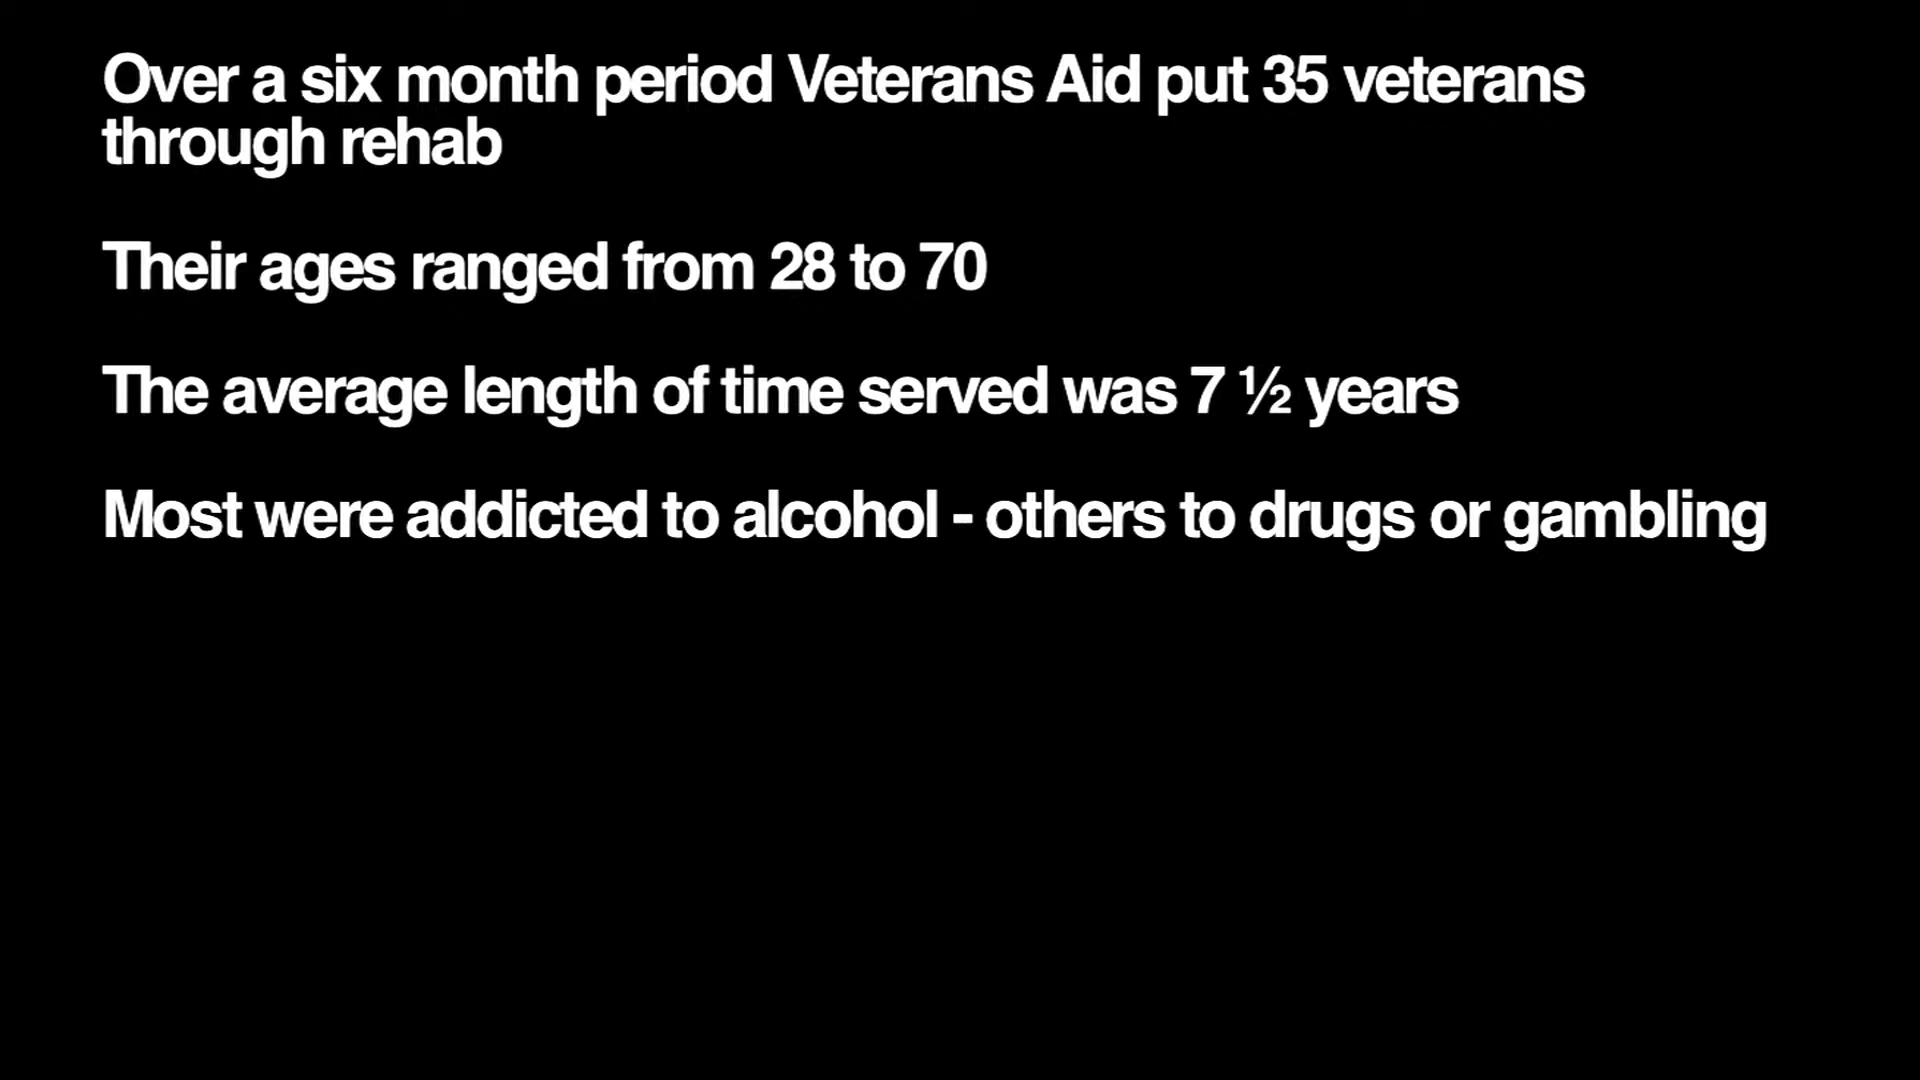 Over a six month period Veterans Aid put 35 veterans
through rehab
Their ages ranged from 28 to 70
The average length of time served was 7 ½ years
Most were addicted to alcohol - others to drugs or gambling